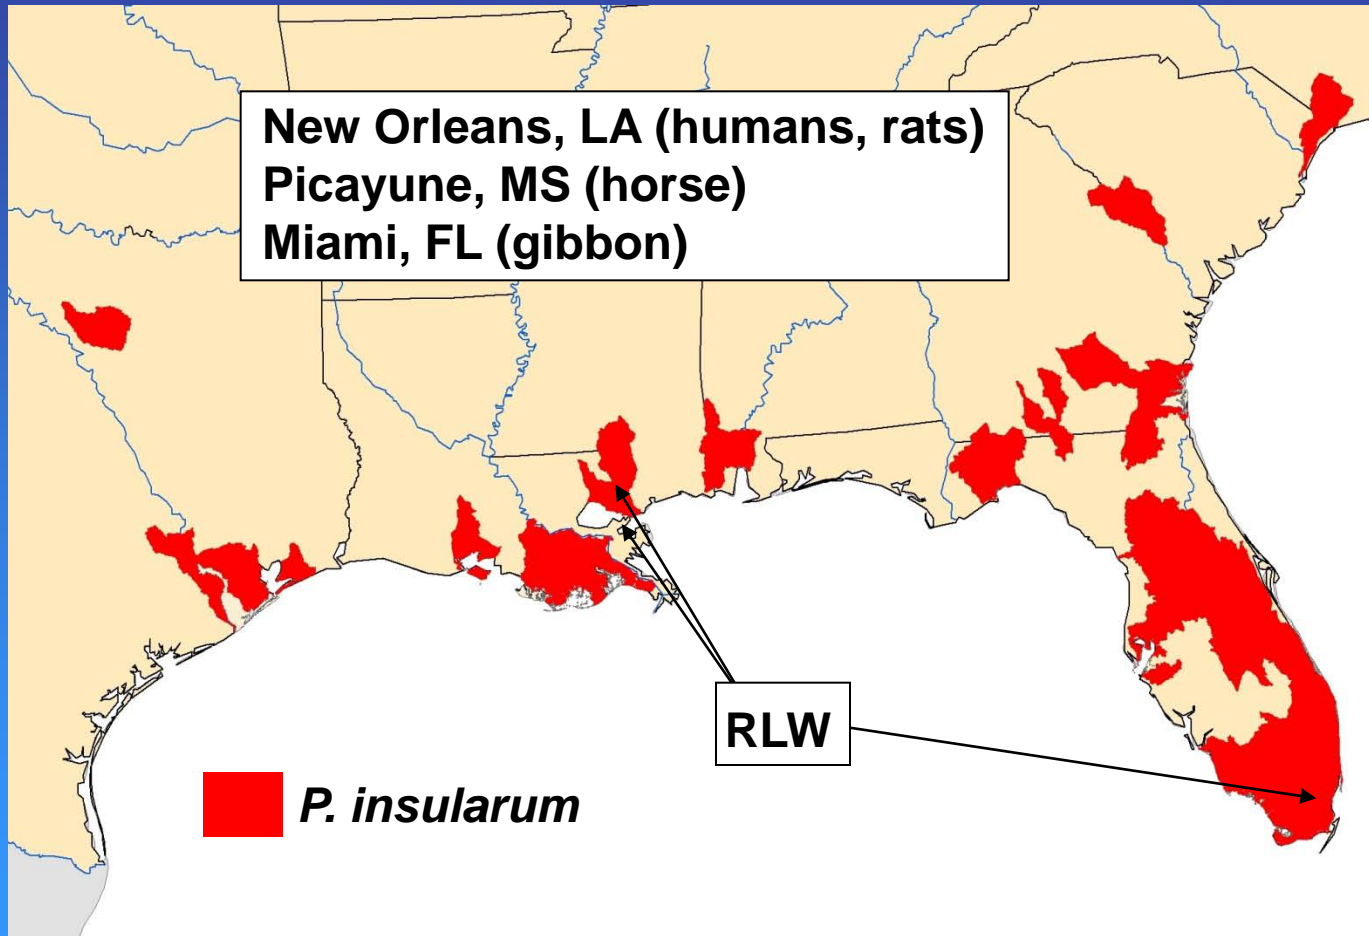 New Orleans, LA (humans, rats)
Picayune, MS (horse)
Miami, FL (gibbon)
RLW
P. insularum